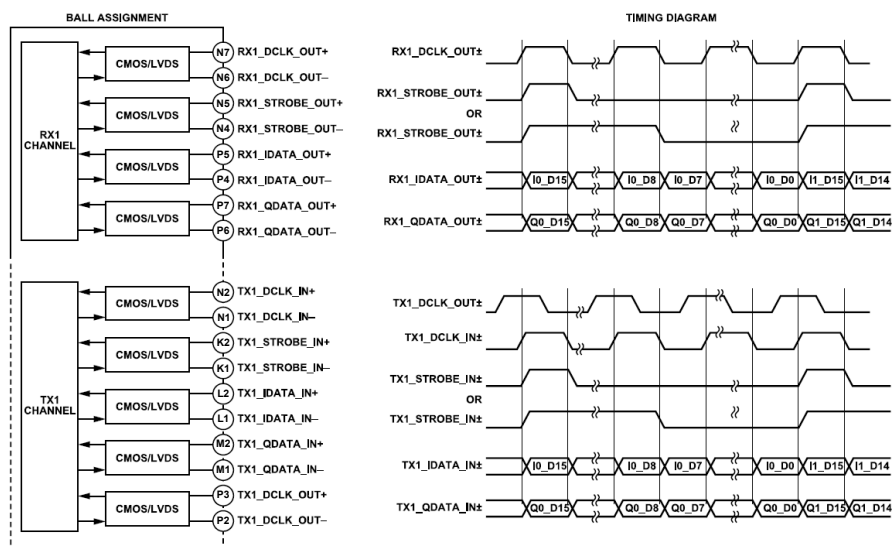 BALL ASSIGNMENT
RX1
CHANNEL
CMOS/LVDS
N7 RX1_DCLK_OUT+
N6 RX1_DCLK_OUT–
CMOS/LVDS
N5 RX1_STROBE_OUT+
N4 RX1_STROBE_OUT–
CMOS/LVDS
P5 RX1_IDATA_OUT+
P4 RX1_IDATA_OUT–
CMOS/LVDS
P7 RX1_QDATA_OUT+
P6 RX1_QDATA_OUT–
TX1
CHANNEL
CMOS/LVDS
N2 TX1_DCLK_IN+
N1 TX1_DCLK_IN–
CMOS/LVDS
K2 TX1_STROBE_IN+
K1 TX1_STROBE_IN–
CMOS/LVDS
L2 TX1_IDATA_IN+
L1 TX1_IDATA_IN–
CMOS/LVDS
M2 TX1_QDATA_IN+
M1 TX1_QDATA_IN–
CMOS/LVDS
P3 TX1_DCLK_OUT+
P2 TX1_DCLK_OUT–
TIMING DIAGRAM
RX1_DCLK_OUT±
RX1_STROBE_OUT±
OR
RX1_STROBE_OUT±
RX1_IDATA_OUT± I0_D15 I0_D8 I0_D7 I0_D0 I1_D15 I1_D14
RX1_QDATA_OUT± Q0_D15 Q0_D8 Q0_D7 Q0_D0 Q1_D15 Q1_D14
TX1_DCLK_OUT±
TX1_DCLK_IN±
TX1_STROBE_IN±
OR
TX1_STROBE_IN±
TX1_IDATA_IN± I0_D15 I0_D8 I0_D7 I0_D0 I1_D15 I1_D14
TX1_QDATA_IN± Q0_D15 Q0_D8 Q0_D7 Q0_D0 Q1_D15 Q1_D14